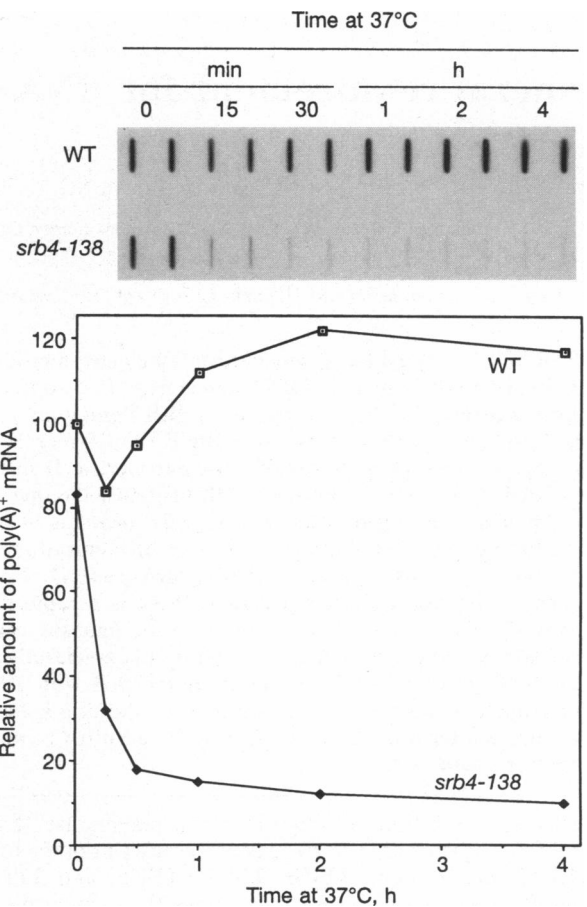 Time at 37°C
min h
0 15 30 1 2 4
WT
srb4-138
Relative amount of poly(A)+ mRNA
120
100
80
60
40
20
0
WT
srb4-138
0 1 2 3 4
Time at 37°C, h